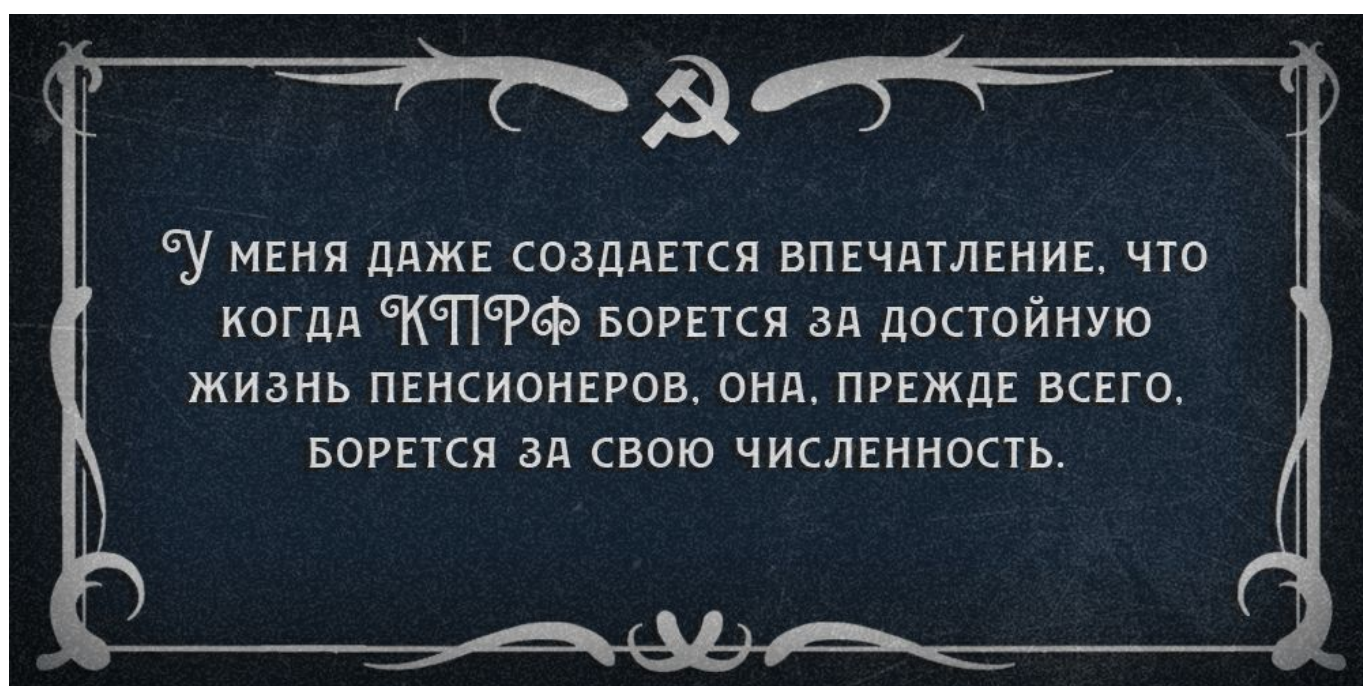 У МЕНЯ ДАЖЕ СОЗДАЕТСЯ ВПЕЧАТЛЕНИЕ, ЧТО
КОГДА КПРФ БОРЕТСЯ ЗА ДОСТОЙНУЮ
ЖИЗНЬ ПЕНСИОНЕРОВ, ОНА, ПРЕЖДЕ ВСЕГО,
БОРЕТСЯ ЗА СВОЮ ЧИСЛЕННОСТЬ.